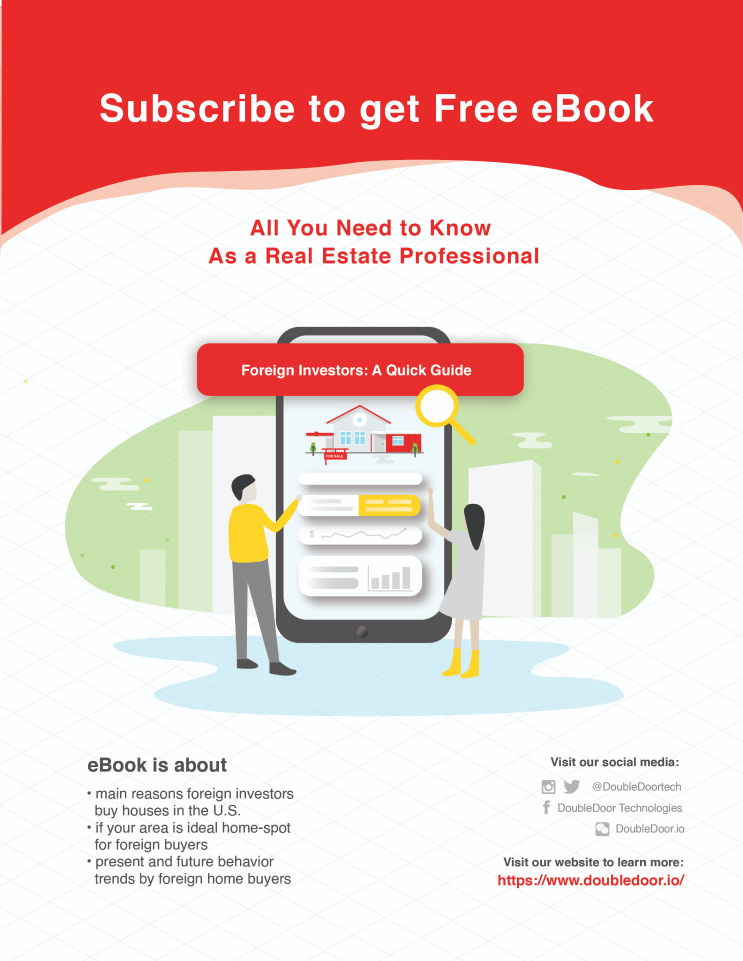 Subscribe to get Free eBook
All You Need to Know
As a Real Estate Professional
Foreign Investors: A Quick Guide
FOR SALE
$
eBook is about
• main reasons foreign investors
buy houses in the U.S.
• if your area is ideal home-spot
for foreign buyers
• present and future behavior
trends by foreign home buyers
Visit our social media:
@DoubleDoortech
DoubleDoor Technologies
DoubleDoor.io
Visit our website to learn more:
https://www.doubledoor.io/